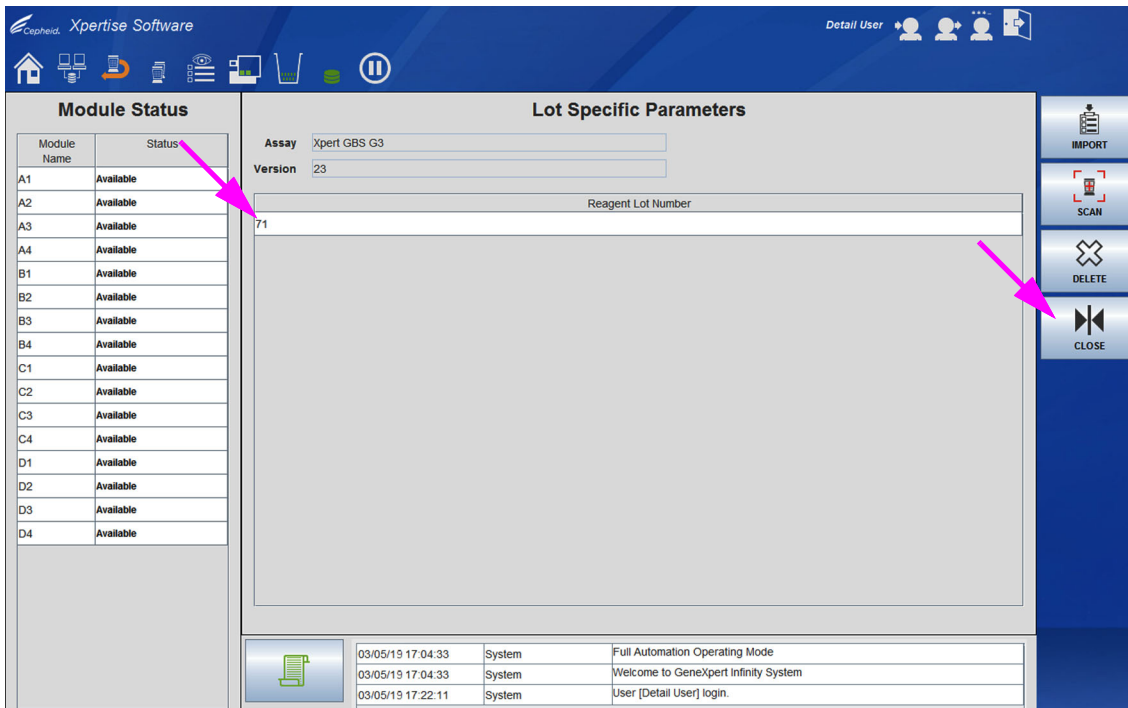 Cepheid. Xpertise Software
Detail User
Module Status
Module Name Status
A1 Available
A2 Available
A3 Available
A4 Available
B1 Available
B2 Available
B3 Available
B4 Available
C1 Available
C2 Available
C3 Available
C4 Available
D1 Available
D2 Available
D3 Available
D4 Available
Lot Specific Parameters
Assay Xpert GBS G3
Version 23
Reagent Lot Number
71
IMPORT
SCAN
DELETE
CLOSE
03/05/19 17:04:33 System Full Automation Operating Mode
03/05/19 17:04:33 System Welcome to GeneXpert Infinity System
03/05/19 17:22:11 System User [Detail User] login.